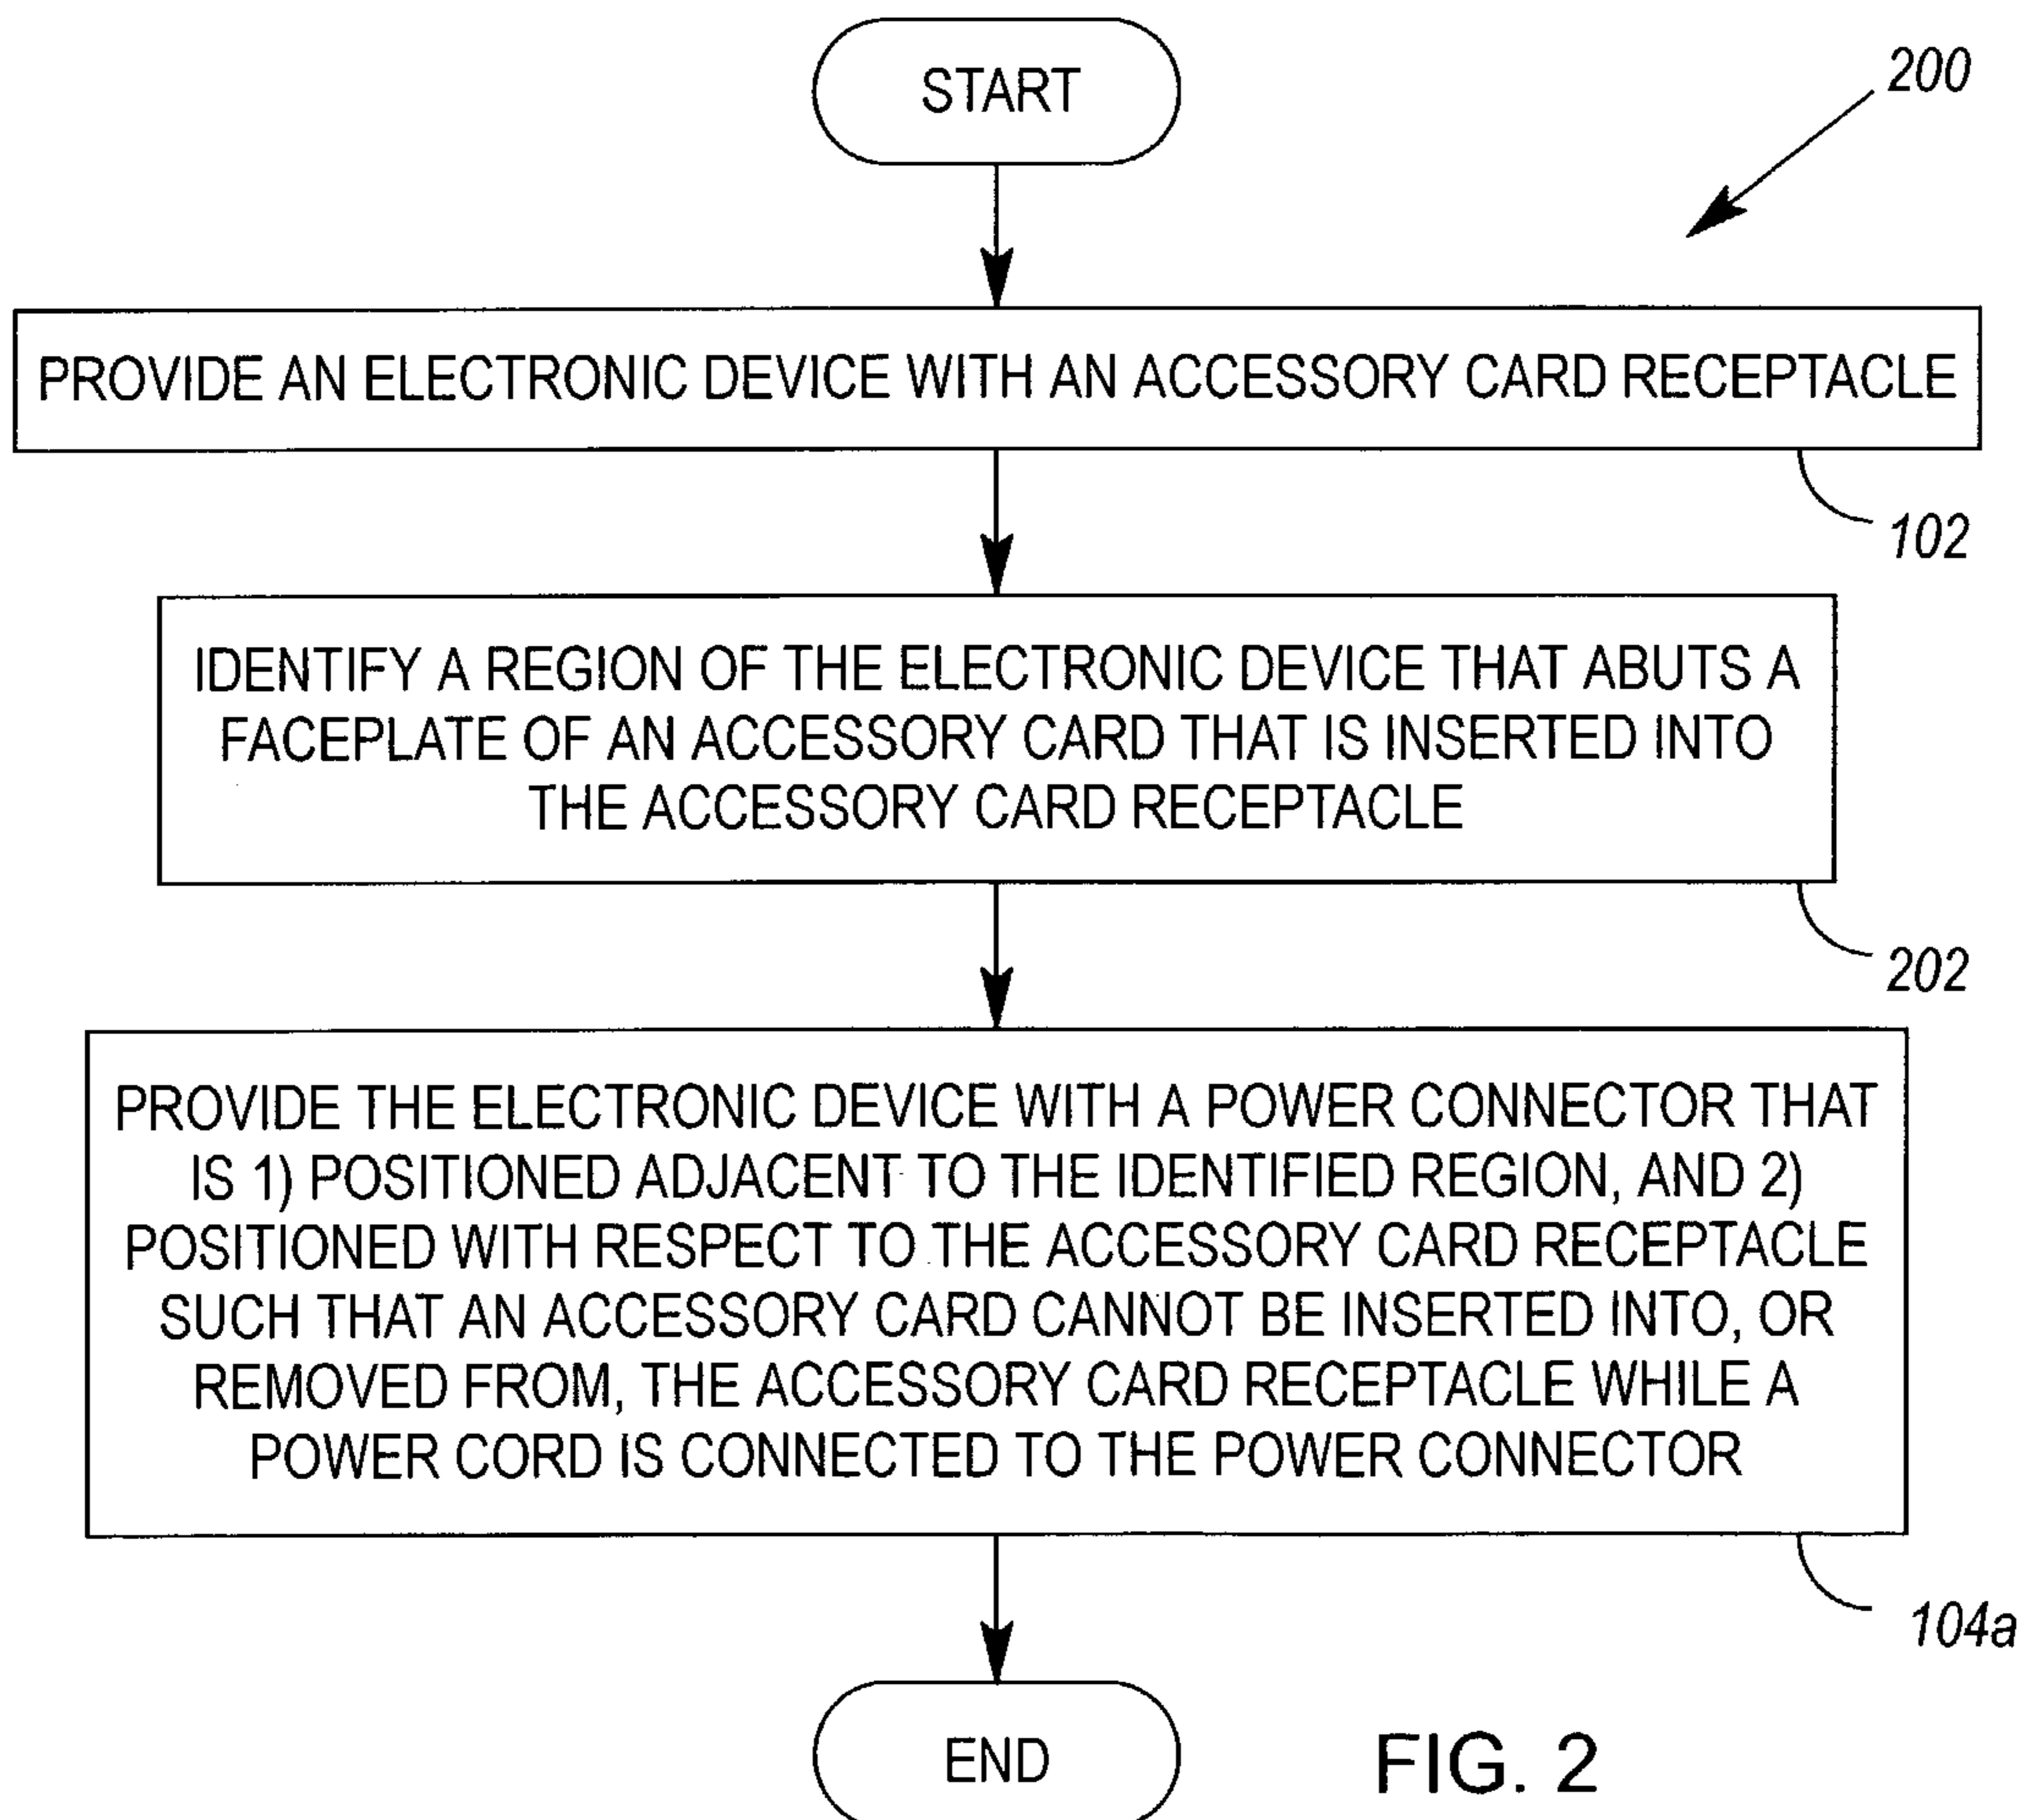 START
200
PROVIDE AN ELECTRONIC DEVICE WITH AN ACCESSORY CARD RECEPTACLE
102
IDENTIFY A REGION OF THE ELECTRONIC DEVICE THAT ABUTS A
FACEPLATE OF AN ACCESSORY CARD THAT IS INSERTED INTO
THE ACCESSORY CARD RECEPTACLE
202
PROVIDE THE ELECTRONIC DEVICE WITH A POWER CONNECTOR THAT
IS 1) POSITIONED ADJACENT TO THE IDENTIFIED REGION, AND 2)
POSITIONED WITH RESPECT TO THE ACCESSORY CARD RECEPTACLE
SUCH THAT AN ACCESSORY CARD CANNOT BE INSERTED INTO, OR
REMOVED FROM, THE ACCESSORY CARD RECEPTACLE WHILE A
POWER CORD IS CONNECTED TO THE POWER CONNECTOR
104a
END
FIG. 2